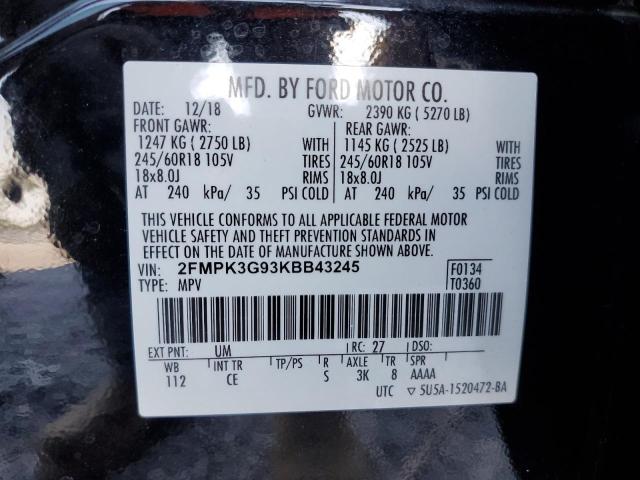 MFD. BY FORD MOTOR CO.
DATE: 12/18 GVWR: 2390 KG ( 5270 LB)
FRONT GAWR: REAR GAWR:
1247 KG ( 2750 LB) WITH 1145 KG ( 2525 LB) WITH
245/60R18 105V TIRES 245/60R18 105V TIRES
18x8.0J RIMS 18x8.0J RIMS
AT 240 kPa/ 35 PSI COLD AT 240 kPa/ 35 PSI COLD
THIS VEHICLE CONFORMS TO ALL APPLICABLE FEDERAL MOTOR
VEHICLE SAFETY AND THEFT PREVENTION STANDARDS IN
EFFECT ON THE DATE OF MANUFACTURE SHOWN ABOVE.
VIN: 2FMPK3G93KBB43245 F0134
TYPE: MPV T0360
EXT PNT: UM RC: 27 DSO:
WB INT TR TP/PS R AXLE TR SPR
112 CE S 3K 8 AAAA
UTC ▽ 5U5A-1520472-BA